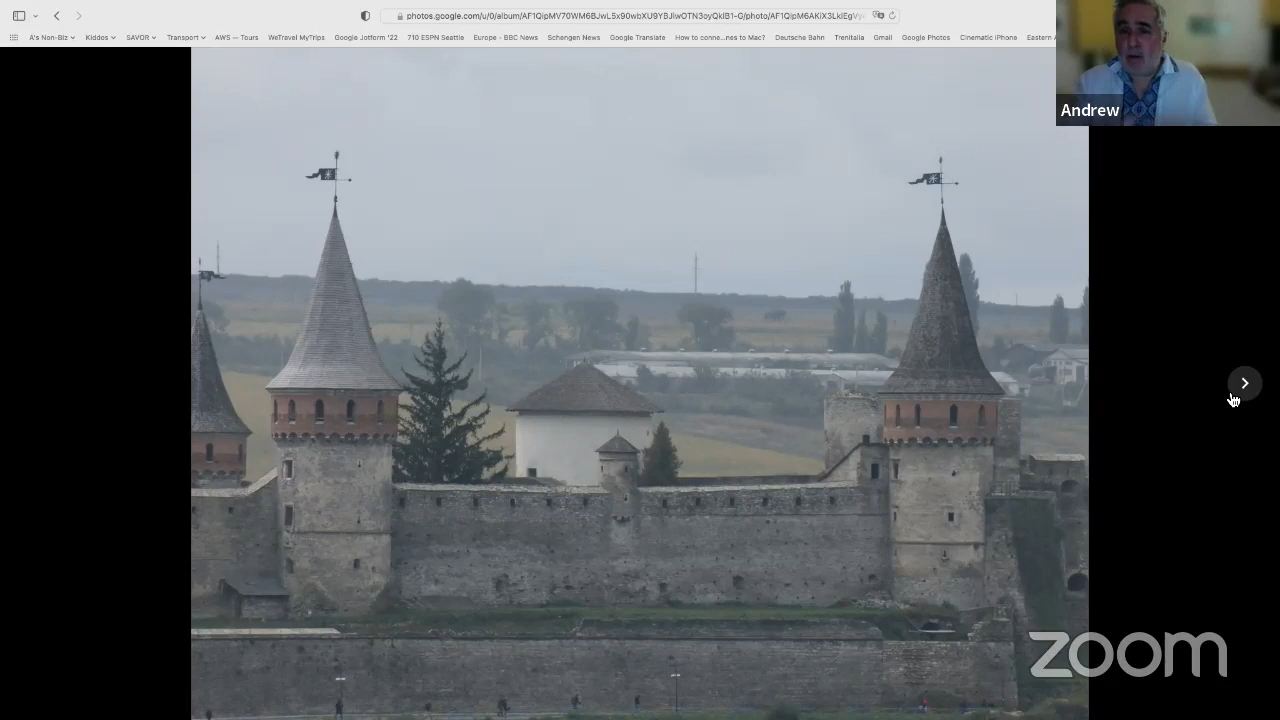 photos.google.com/u/0/album/AF1QipMV70WM6BJwL5x90wbXU9YBJiwOTN3oyQkIB1-G/photo/AF1QipM6AKiX3LkIEgVy
A's Non-Biz Kiddos SAVOR Transport AWS — Tours WeTravel MyTrips Google Jotform '22 710 ESPN Seattle Europe - BBC News Schengen News Google Translate How to conne...nes to Mac? Deutsche Bahn Trenitalia Gmail Google Photos Cinematic iPhone Eastern
Andrew
zoom